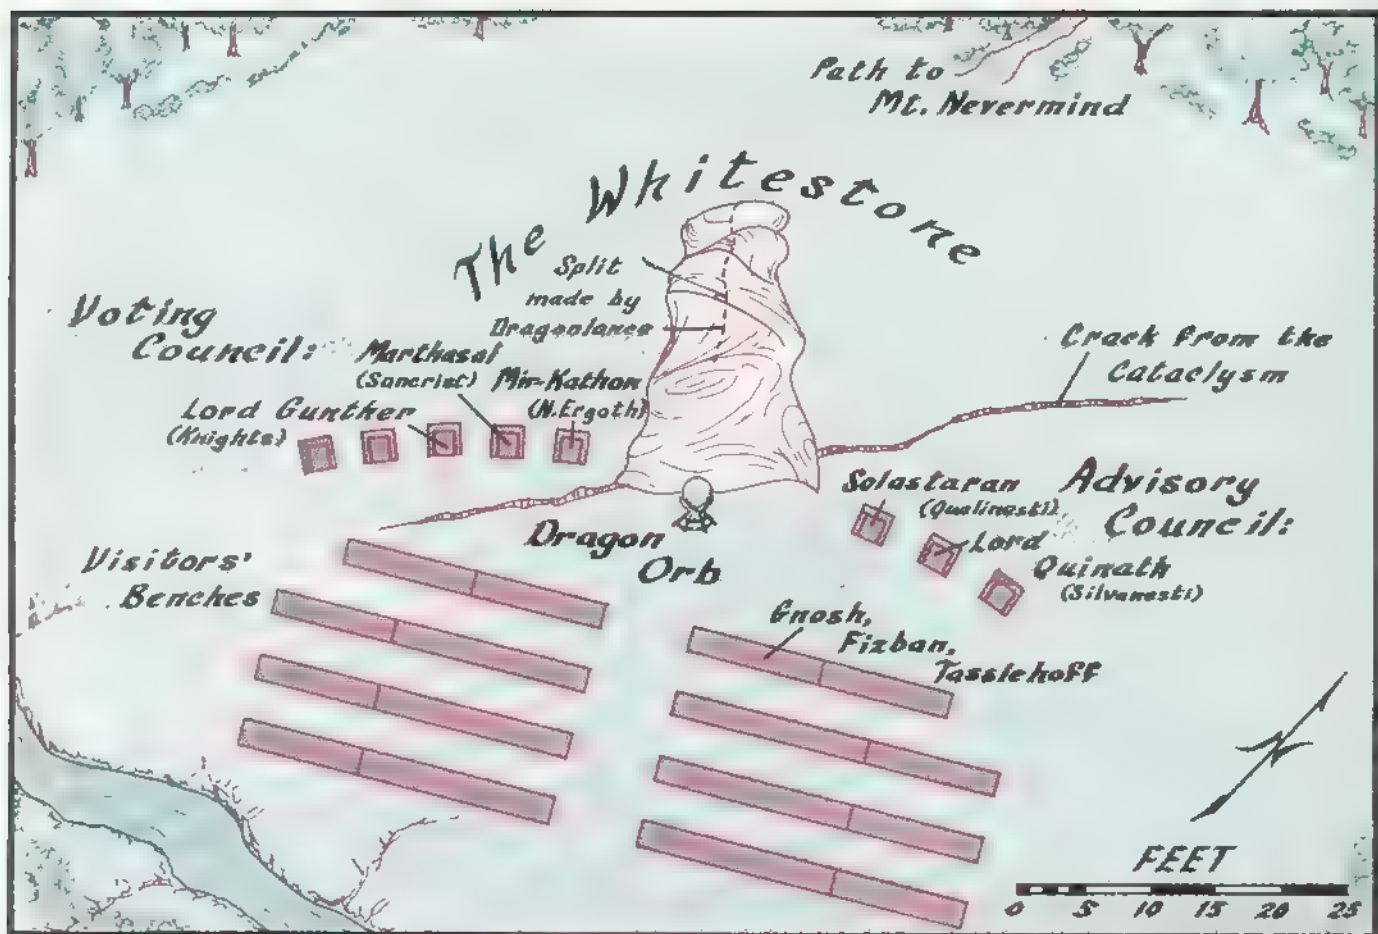 Path to
Mt. Nevermind
The Whitestone
Split
made by
Dragonlance
Voting
Council:
Marthasal
(Sancrist)
Mir-Kathon
(N. Ergoth)
Lord Gunther
(Knights)
Crack from the
Cataclysm
Solastaran
(Qualinesti)
Advisory
Council:
Lord
Quinath
(Silvanesti)
Dragon
Orb
Visitors'
Benches
Gnosh,
Fizban,
Tasslehoff
N
FEET
0 5 10 15 20 25